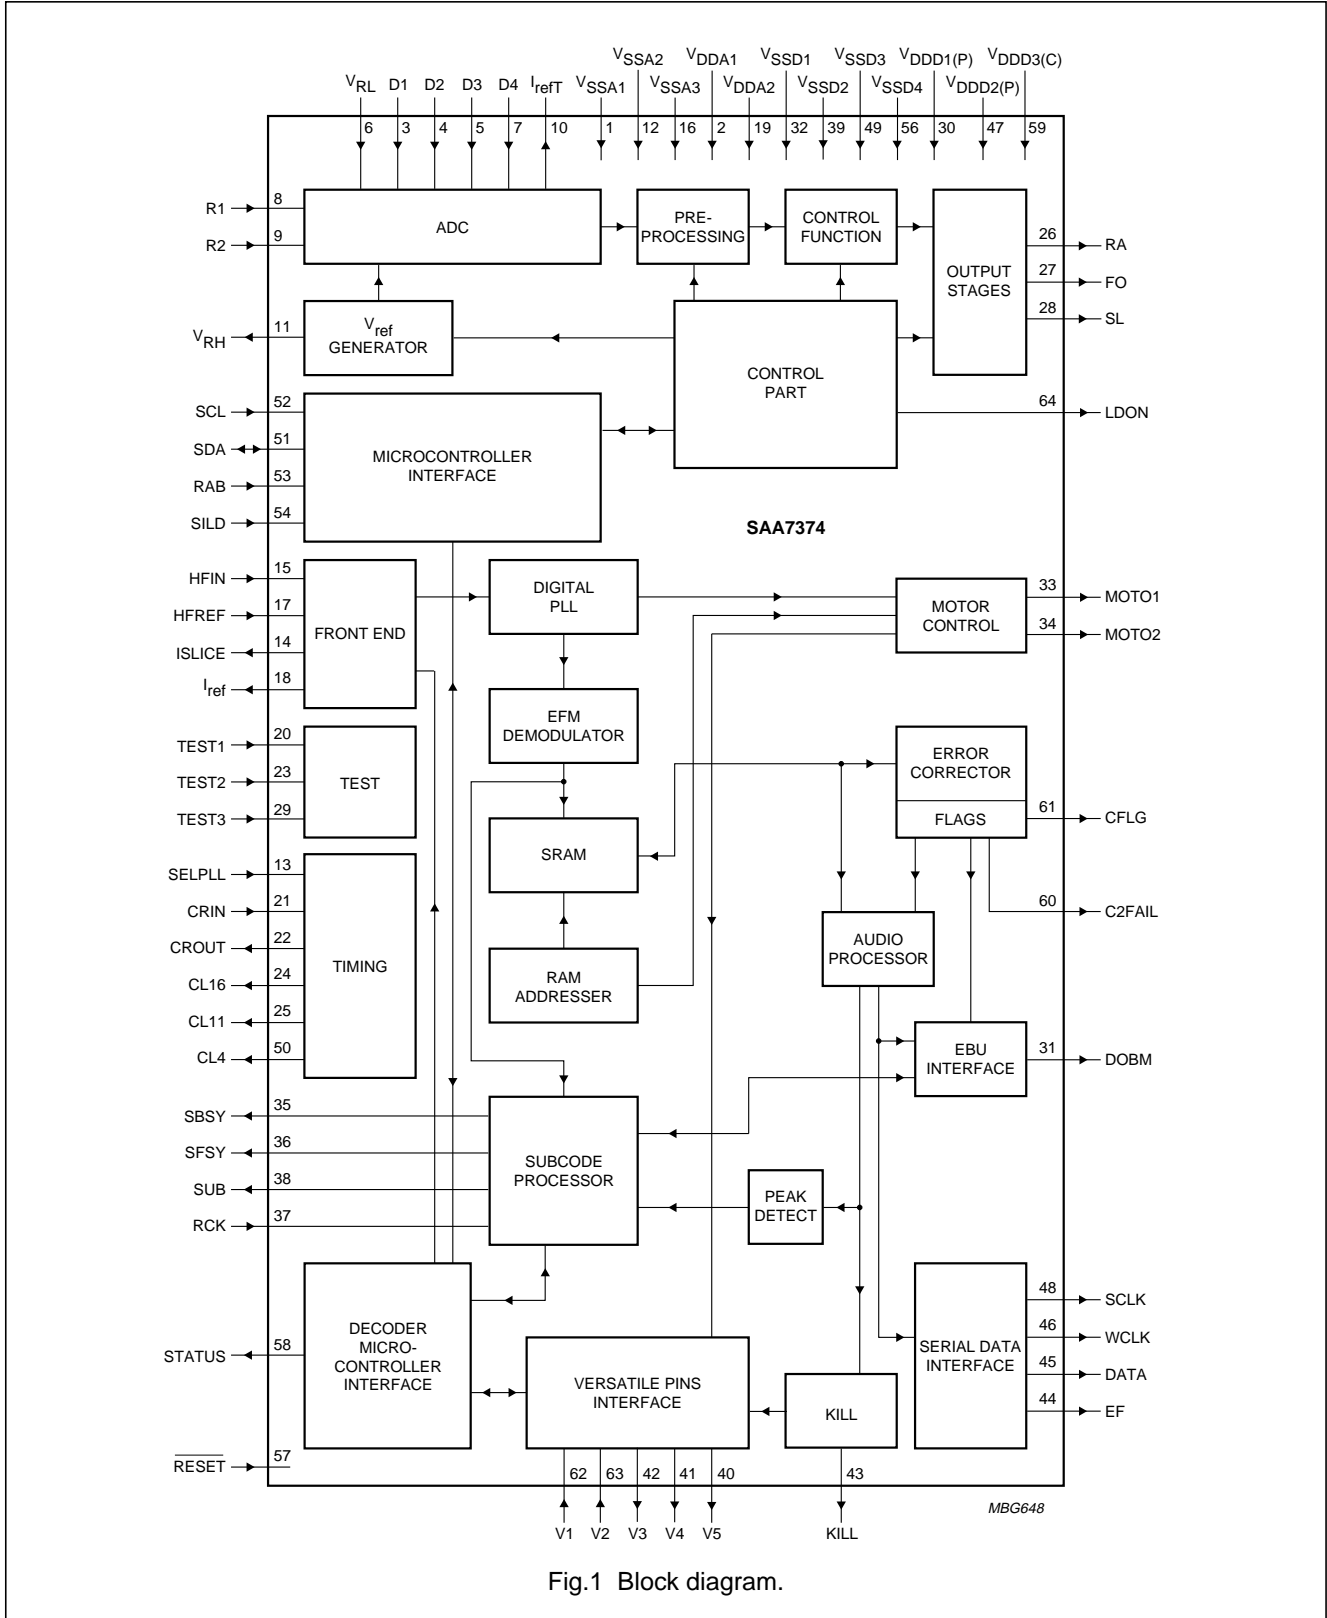 VSSA2 VDDA1 VSSD1 VSSD3 VDDD1(P) VDDD3(C)
VRL D1 D2 D3 D4 IrefT VSSA1 VSSA3 VDDA2 VSSD2 VSSD4 VDDD2(P)
6 3 4 5 7 10 1 12 16 2 19 32 39 49 56 30 47 59
R1 8
R2 9
ADC
PRE-
PROCESSING
CONTROL
FUNCTION
OUTPUT
STAGES
26 RA
27 FO
28 SL
VRH 11
Vref
GENERATOR
CONTROL
PART
64 LDON
SCL 52
SDA 51
RAB 53
SILD 54
MICROCONTROLLER
INTERFACE
SAA7374
HFIN 15
HFREF 17
ISLICE 14
Iref 18
FRONT END
DIGITAL
PLL
MOTOR
CONTROL
33 MOTO1
34 MOTO2
EFM
DEMODULATOR
TEST1 20
TEST2 23
TEST3 29
TEST
ERROR
CORRECTOR
FLAGS
61 CFLG
SRAM
60 C2FAIL
SELPLL 13
CRIN 21
CROUT 22
CL16 24
CL11 25
CL4 50
TIMING
RAM
ADDRESSER
AUDIO
PROCESSOR
EBU
INTERFACE
31 DOBM
SBSY 35
SFSY 36
SUB 38
RCK 37
SUBCODE
PROCESSOR
PEAK
DETECT
STATUS 58
DECODER
MICRO-
CONTROLLER
INTERFACE
VERSATILE PINS
INTERFACE
KILL
SERIAL DATA
INTERFACE
48 SCLK
46 WCLK
45 DATA
44 EF
RESET 57
62 63 42 41 40 43
V1 V2 V3 V4 V5 KILL
MBG648
Fig.1 Block diagram.